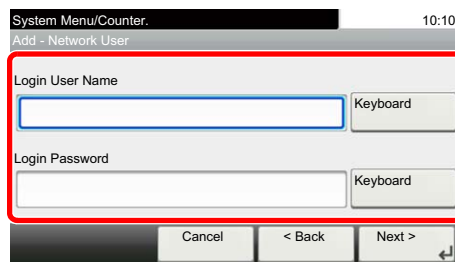 System Menu/Counter. 10:10
Add - Network User
Login User Name
Keyboard
Login Password
Keyboard
Cancel < Back Next >